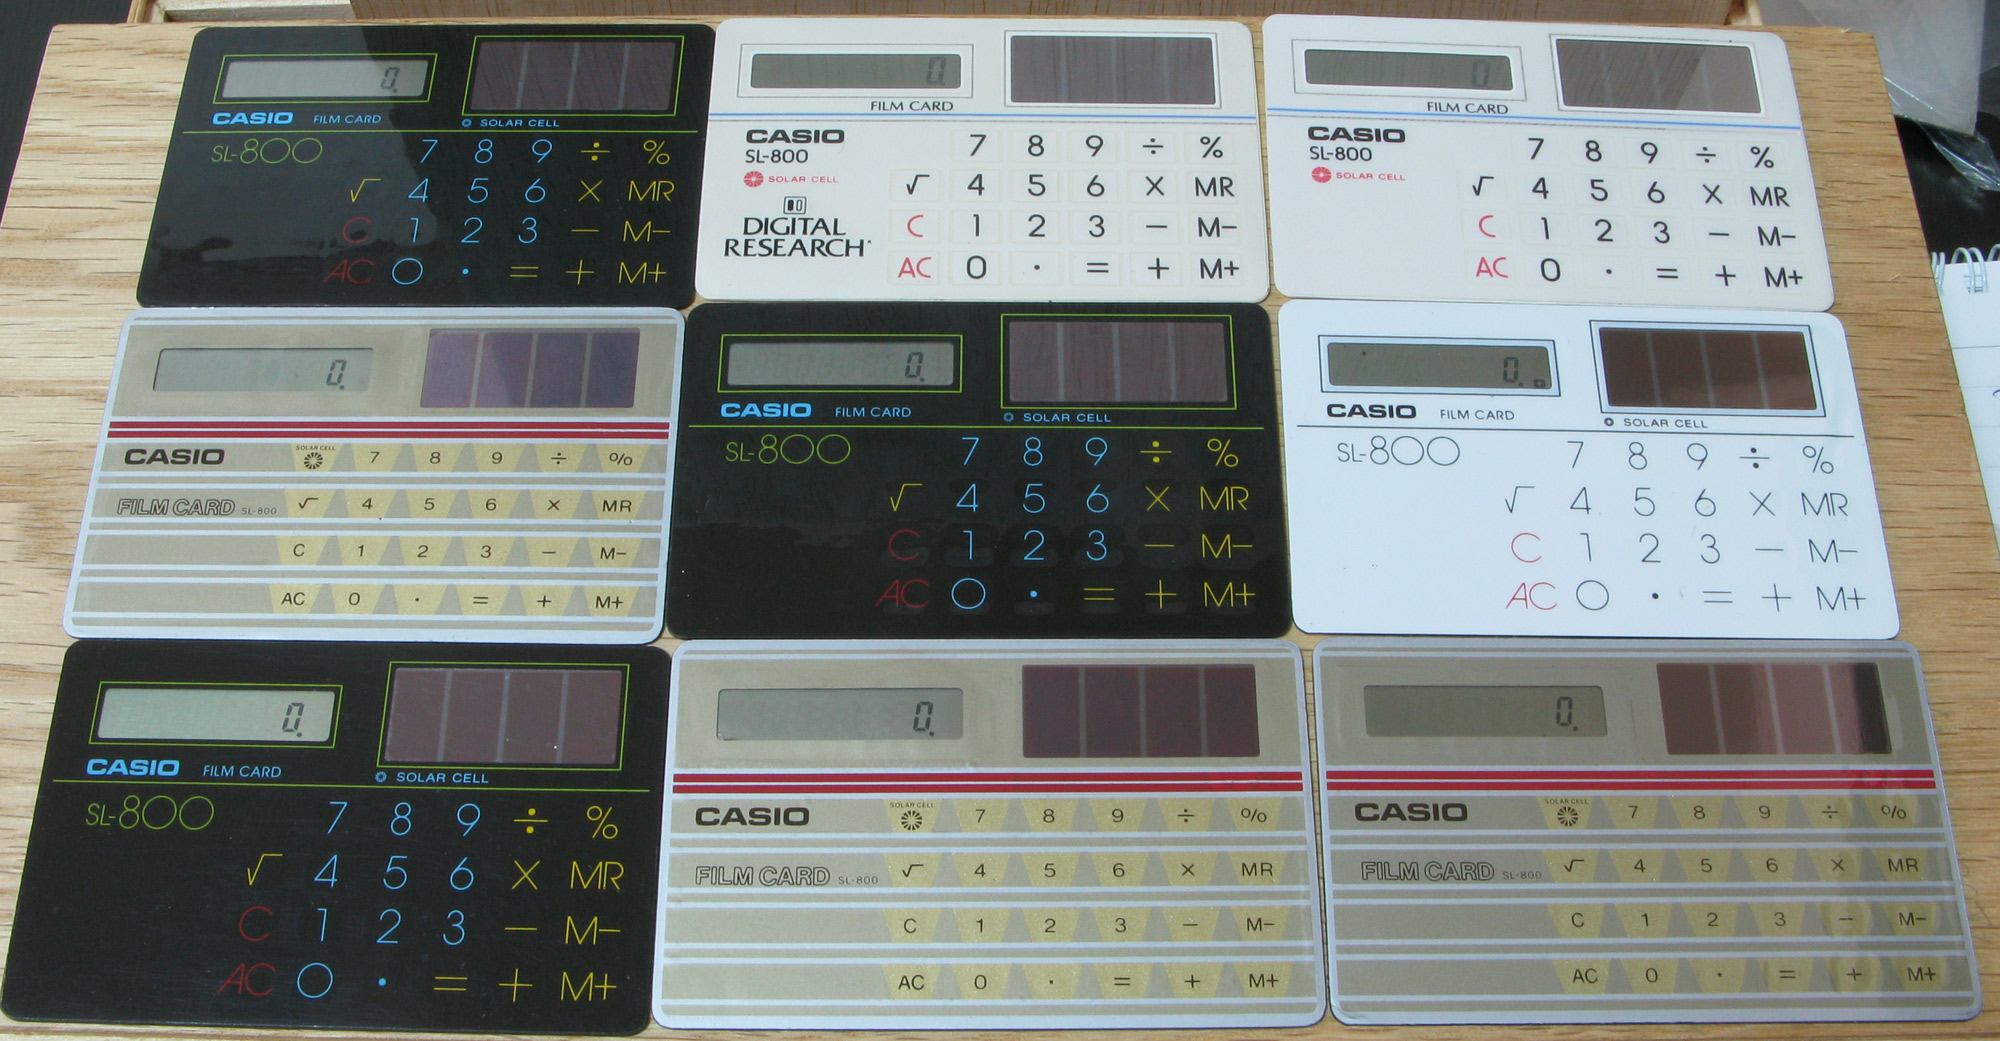 0.
CASIO FILM CARD SOLAR CELL
SL-800 7 8 9 ÷ %
√ 4 5 6 X MR
C 1 2 3 − M−
AC 0 · = + M+
0.
FILM CARD
CASIO 7 8 9 ÷ %
SL-800
SOLAR CELL √ 4 5 6 X MR
DIGITAL C 1 2 3 − M−
RESEARCH
AC 0 · = + M+
0.
FILM CARD
CASIO 7 8 9 ÷ %
SL-800
SOLAR CELL √ 4 5 6 X MR
C 1 2 3 − M−
AC 0 · = + M+
0.
CASIO SOLAR CELL 7 8 9 ÷ %
FILM CARD SL-800 √ 4 5 6 × MR
C 1 2 3 − M−
AC 0 · = + M+
0.
CASIO FILM CARD SOLAR CELL
SL-800 7 8 9 ÷ %
√ 4 5 6 X MR
C 1 2 3 − M−
AC 0 · = + M+
0.
CASIO FILM CARD SOLAR CELL
SL-800 7 8 9 ÷ %
√ 4 5 6 X MR
C 1 2 3 − M−
AC 0 · = + M+
0.
CASIO FILM CARD SOLAR CELL
SL-800 7 8 9 ÷ %
√ 4 5 6 X MR
C 1 2 3 − M−
AC 0 · = + M+
0.
CASIO SOLAR CELL 7 8 9 ÷ %
FILM CARD SL-800 √ 4 5 6 × MR
C 1 2 3 − M−
AC 0 · = + M+
0.
CASIO SOLAR CELL 7 8 9 ÷ %
FILM CARD SL-800 √ 4 5 6 × MR
C 1 2 3 − M−
AC 0 · = + M+